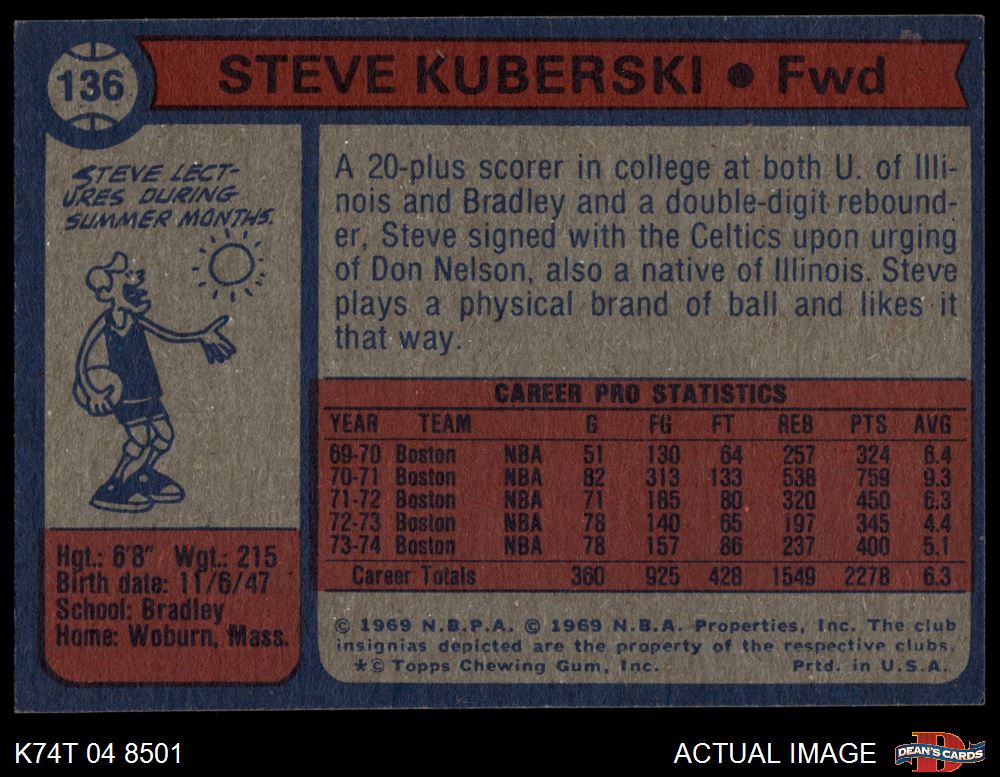 136
STEVE KUBERSKI • Fwd
STEVE LECT-
URES DURING
SUMMER MONTHS.
A 20-plus scorer in college at both U. of Illi-
nois and Bradley and a double-digit rebound-
er, Steve signed with the Celtics upon urging
of Don Nelson, also a native of Illinois. Steve
plays a physical brand of ball and likes it
that way.
CAREER PRO STATISTICS
YEAR TEAM G FG FT REB PTS AVG
69-70 Boston NBA 51 130 64 257 324 6.4
70-71 Boston NBA 82 313 133 538 759 9.3
71-72 Boston NBA 71 185 80 320 450 6.3
72-73 Boston NBA 78 140 65 197 345 4.4
73-74 Boston NBA 78 157 86 237 400 5.1
Career Totals 360 925 428 1549 2278 6.3
Hgt.: 6'8" Wgt.: 215
Birth date: 11/6/47
School: Bradley
Home: Woburn, Mass.
© 1969 N.B.P.A. © 1969 N.B.A. Properties, Inc. The club
insignias depicted are the property of the respective clubs.
*© Topps Chewing Gum, Inc. Prtd. in U.S.A.
K74T 04 8501
ACTUAL IMAGE
D
DEAN'S CARDS